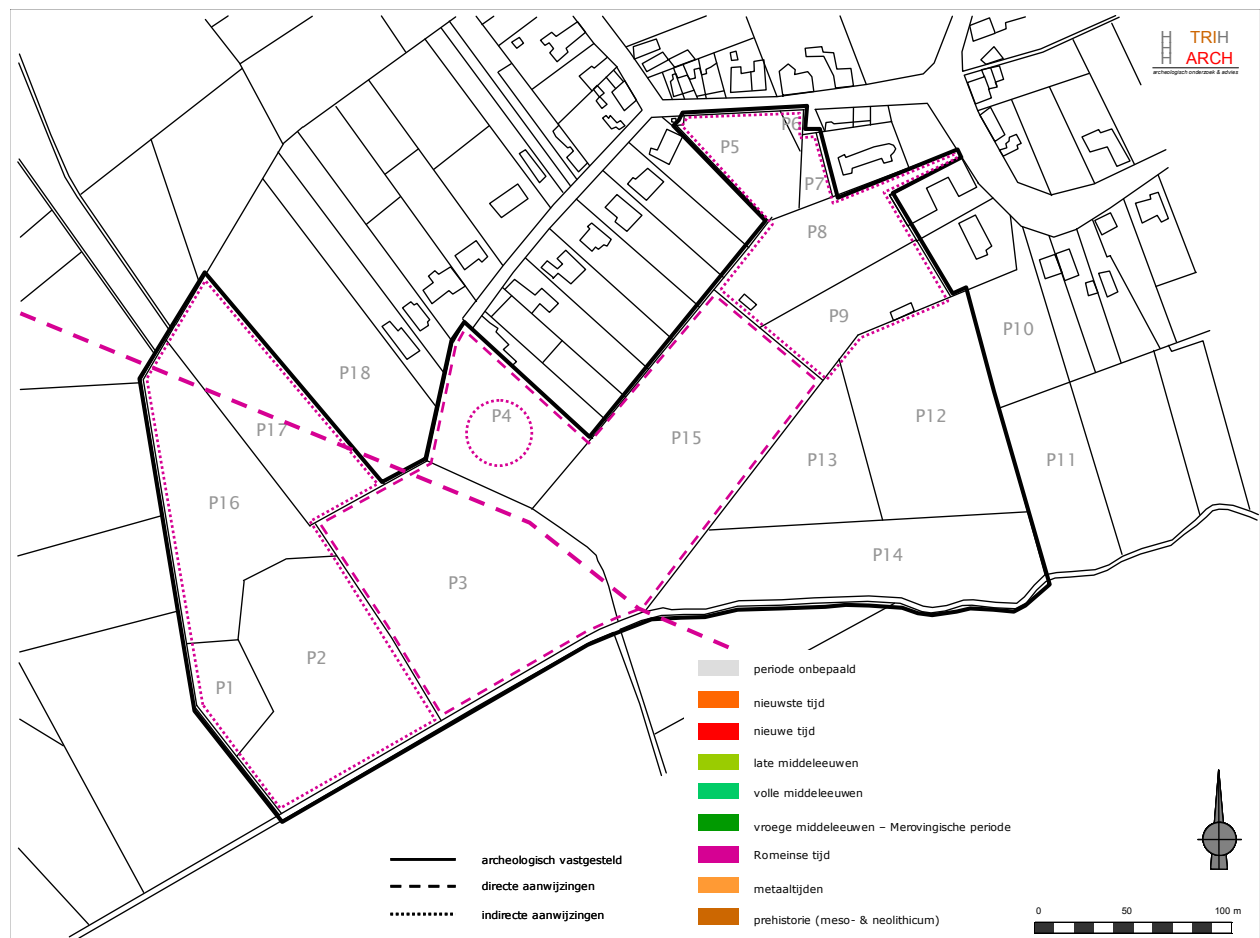 H TRIH
H ARCH
H
archeologisch onderzoek & advies
P5
P6
P7
P8
P9
P10
P18
P4
P17
P15
P12
P13
P11
P16
P14
P3
P2
P1
periode onbepaald
nieuwste tijd
nieuwe tijd
late middeleeuwen
volle middeleeuwen
vroege middeleeuwen – Merovingische periode
Romeinse tijd
metaaltijden
prehistorie (meso- & neolithicum)
archeologisch vastgesteld
directe aanwijzingen
indirecte aanwijzingen
0 50 100 m